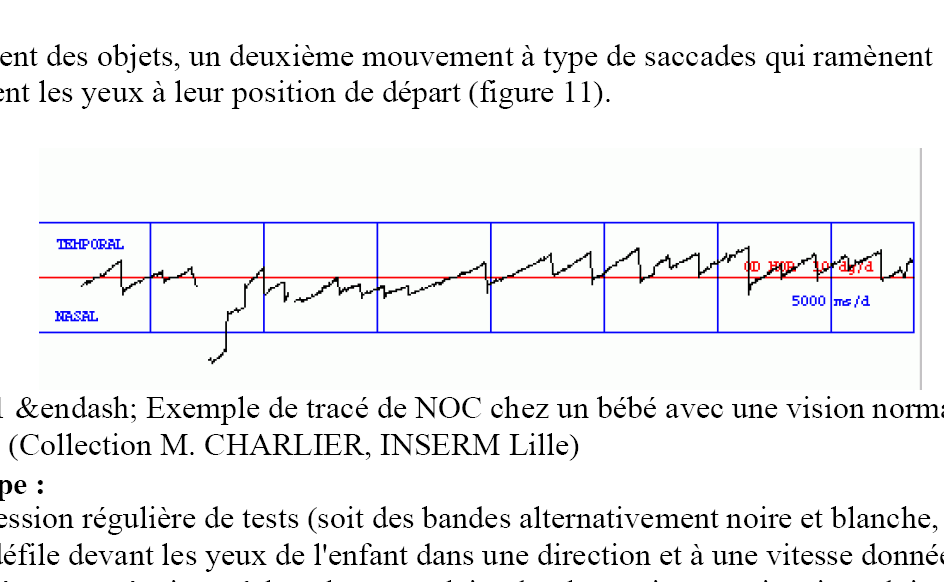 ent des objets, un deuxième mouvement à type de saccades qui ramènent
ent les yeux à leur position de départ (figure 11).
TEMPORAL
OD HOR 10 dg/d
5000 ms/d
NASAL
1 &endash; Exemple de tracé de NOC chez un bébé avec une vision norma
(Collection M. CHARLIER, INSERM Lille)
pe :
ession régulière de tests (soit des bandes alternativement noire et blanche,
défile devant les yeux de l'enfant dans une direction et à une vitesse donnée